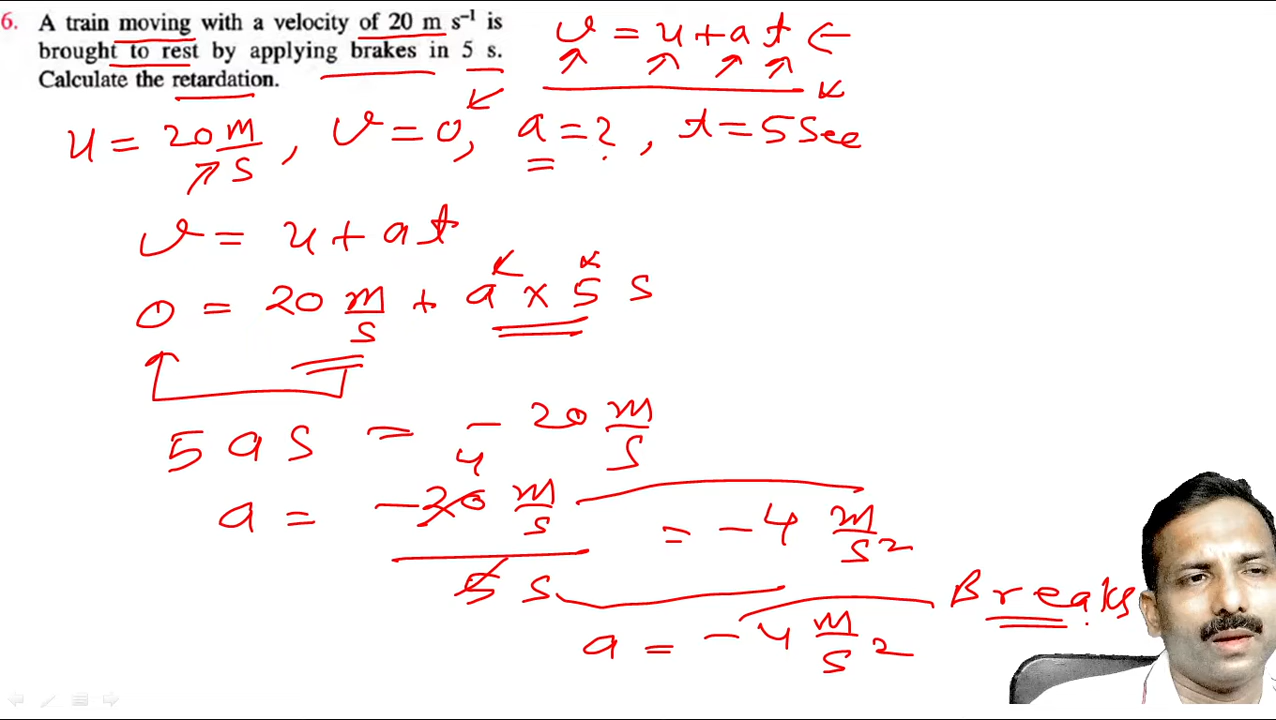 6. A train moving with a velocity of 20 m s⁻¹ is
brought to rest by applying brakes in 5 s.
Calculate the retardation.
v = u + a t
u = 20 m/s, v = 0, a = ?, t = 5 Sec
v = u + a t
0 = 20 m/s + a × 5 s
5 a s = - 20 m/s
4
a = -20 m/s / 5 s = -4 m/s²
Breaks
a = -4 m/s²